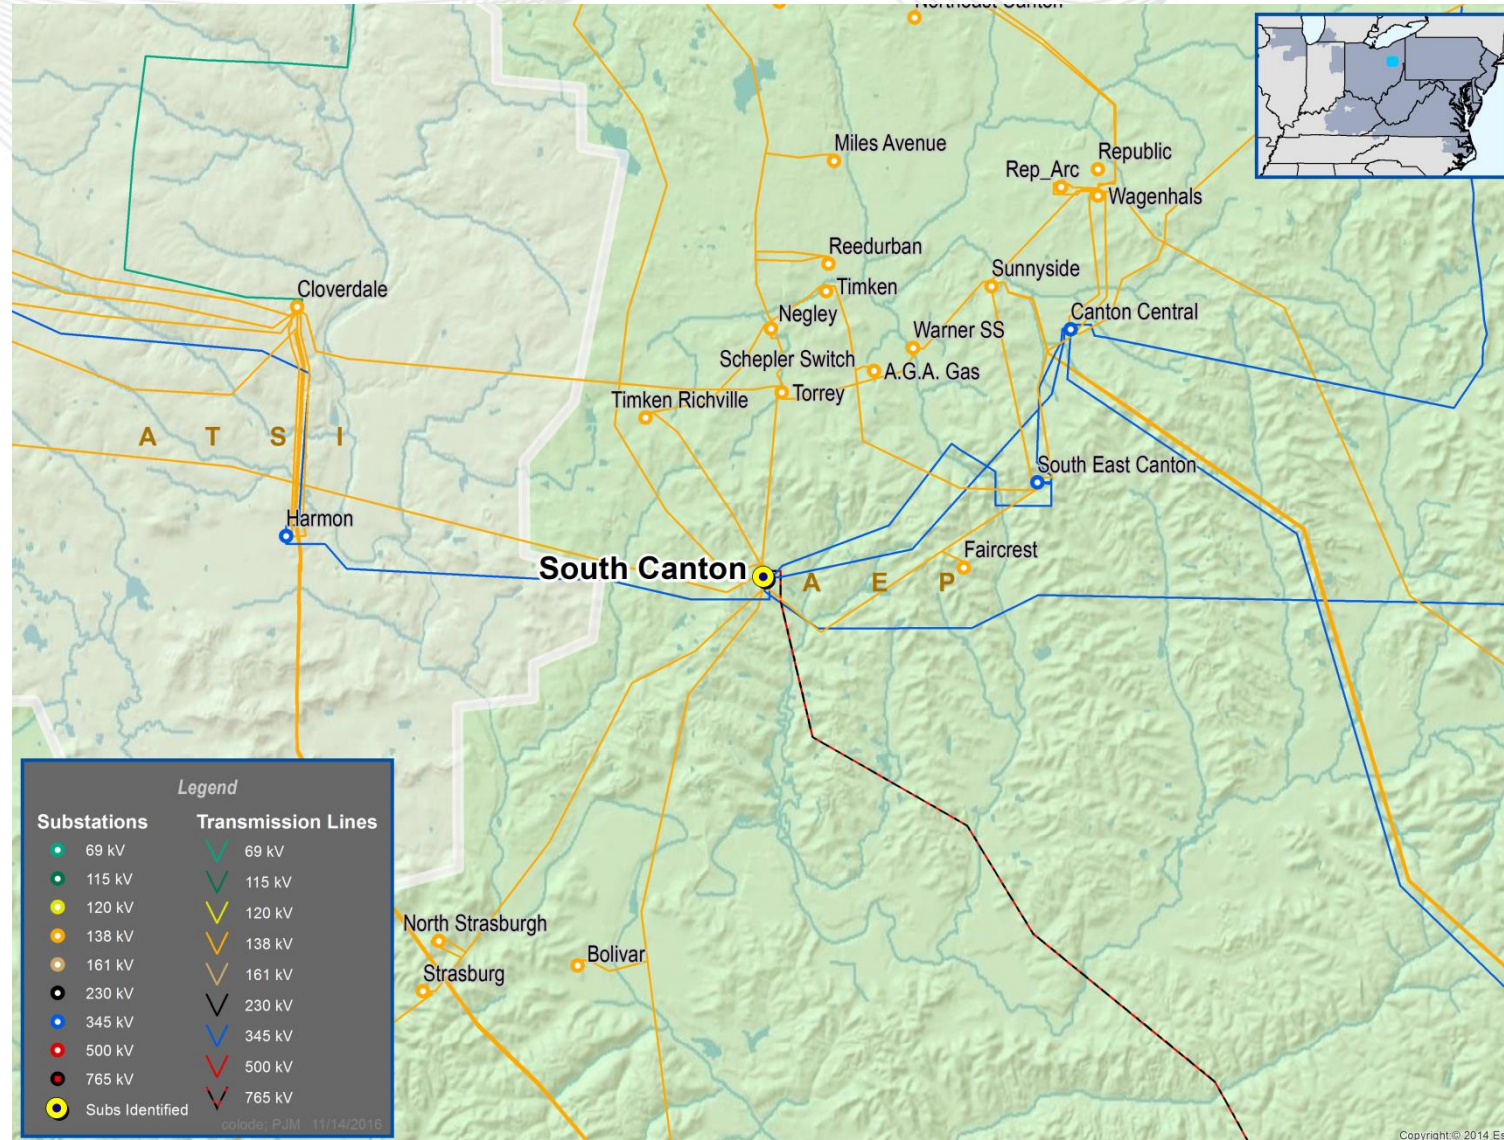 Northeast Canton
Miles Avenue
Republic
Rep_Arc
Wagenhals
Reedurban
Sunnyside
Timken
Cloverdale
Canton Central
Negley
Warner SS
Schepler Switch
A.G.A. Gas
Torrey
Timken Richville
A T S I
South East Canton
Harmon
Faircrest
South Canton
A E P
North Strasburgh
Bolivar
Strasburg
Legend
Substations
69 kV
115 kV
120 kV
138 kV
161 kV
230 kV
345 kV
500 kV
765 kV
Subs Identified
Transmission Lines
69 kV
115 kV
120 kV
138 kV
161 kV
230 kV
345 kV
500 kV
765 kV
colode; PJM 11/14/2016
Copyright:© 2014 Es